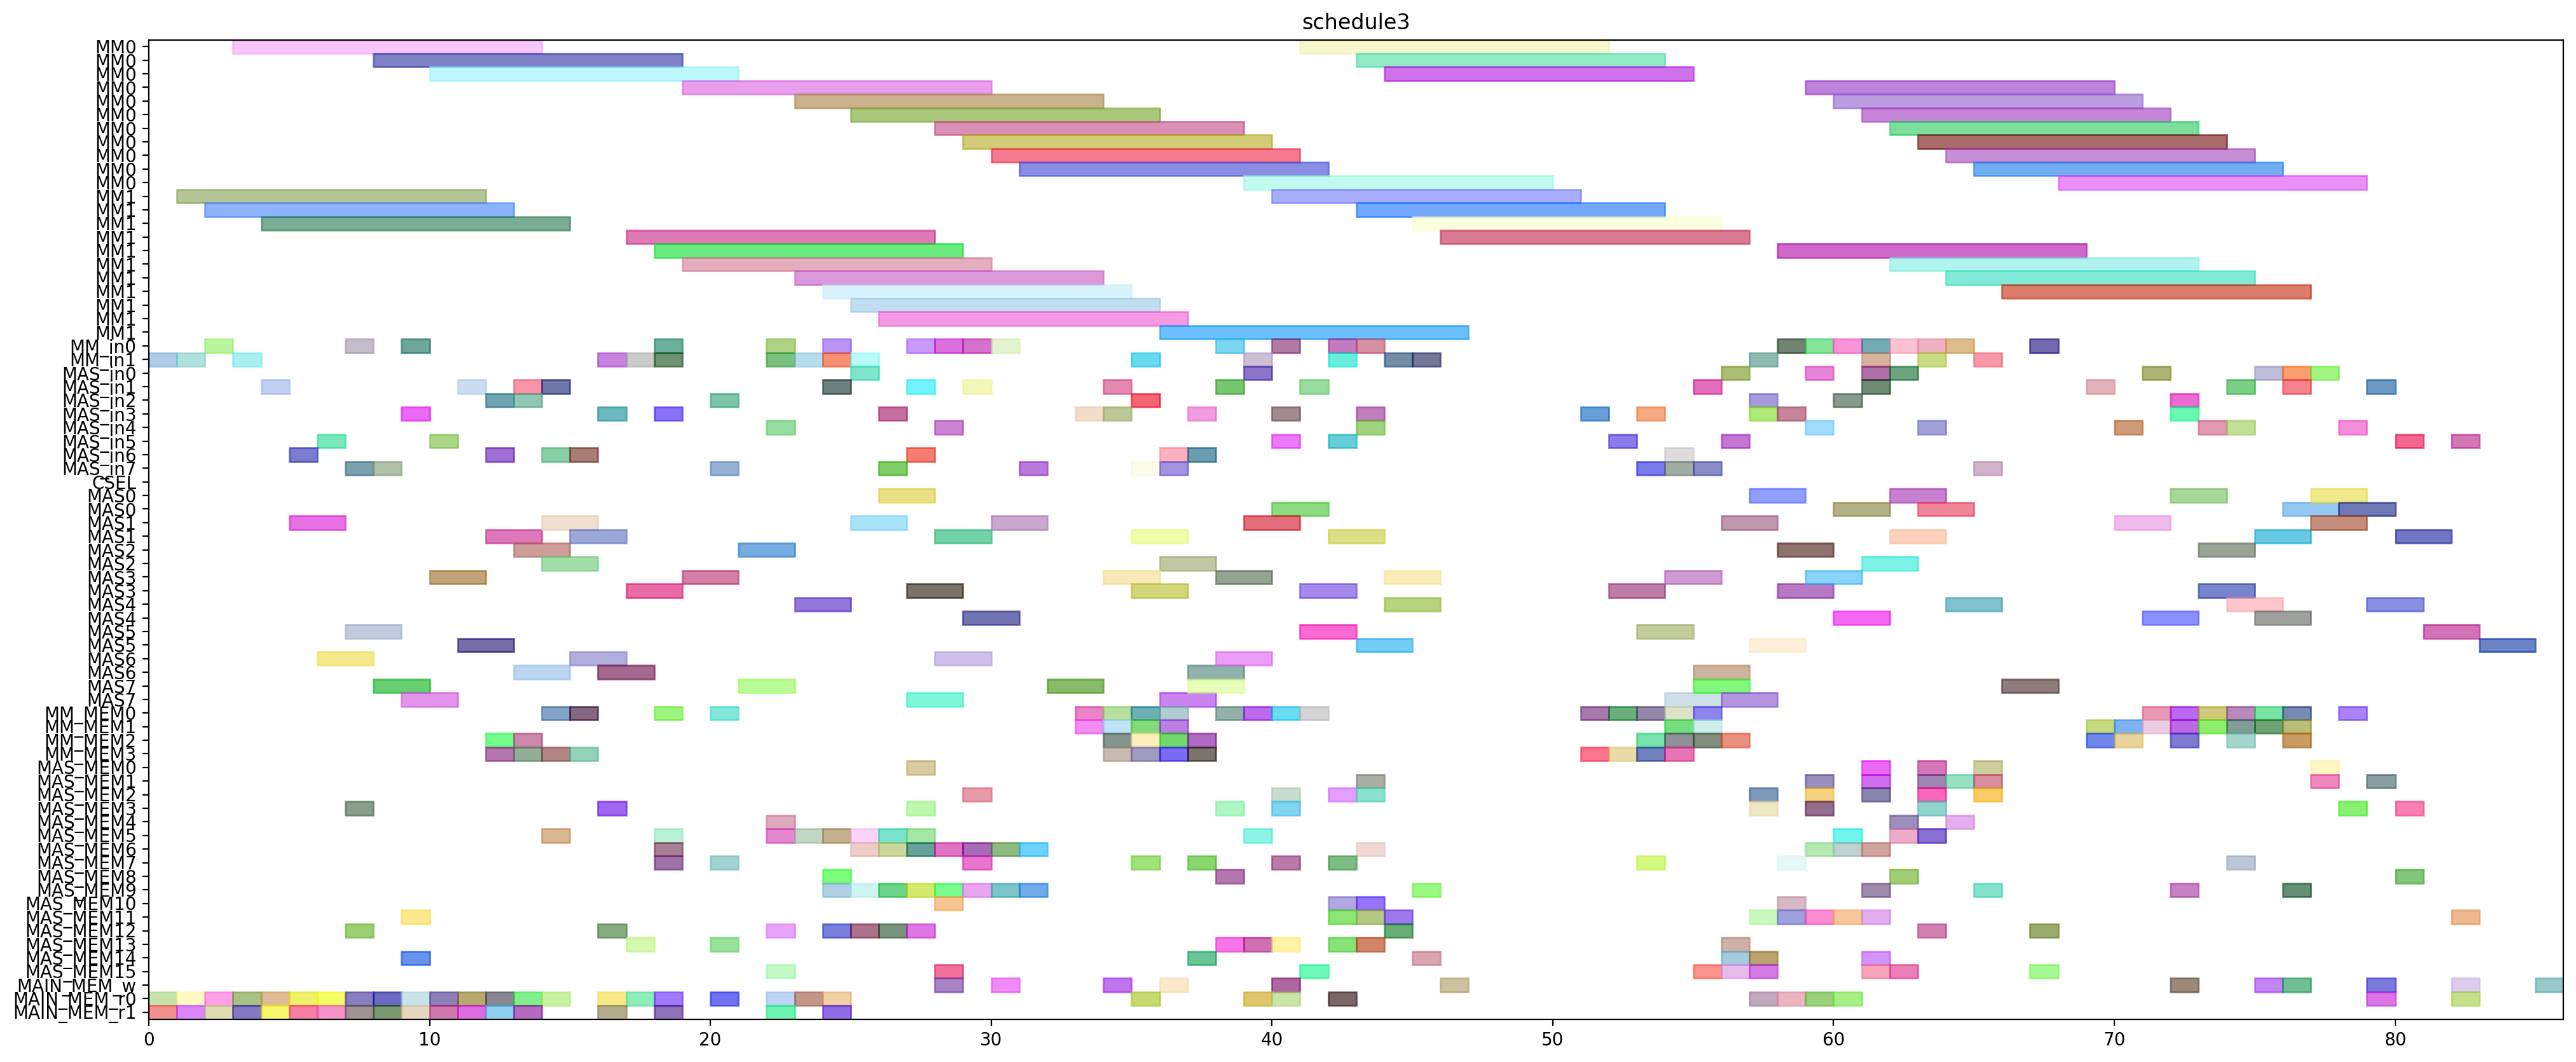 schedule3
MM0
MM0
MM0
MM0
MM0
MM0
MM0
MM0
MM0
MM0
MM0
MM1
MM1
MM1
MM1
MM1
MM1
MM1
MM1
MM1
MM1
MM1
MM_in0
MM_in1
MAS_in0
MAS_in1
MAS_in2
MAS_in3
MAS_in4
MAS_in5
MAS_in6
MAS_in7
CSEL
MAS0
MAS0
MAS1
MAS1
MAS2
MAS2
MAS3
MAS3
MAS4
MAS4
MAS5
MAS5
MAS6
MAS6
MAS7
MAS7
MM_MEM0
MM_MEM1
MM_MEM2
MM_MEM3
MAS_MEM0
MAS_MEM1
MAS_MEM2
MAS_MEM3
MAS_MEM4
MAS_MEM5
MAS_MEM6
MAS_MEM7
MAS_MEM8
MAS_MEM9
MAS_MEM10
MAS_MEM11
MAS_MEM12
MAS_MEM13
MAS_MEM14
MAS_MEM15
MAIN_MEM_w
MAIN_MEM_r0
MAIN_MEM_r1
0 10 20 30 40 50 60 70 80